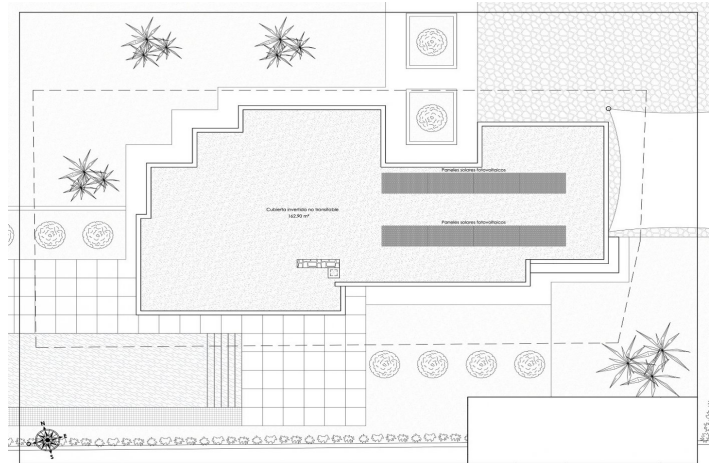 Paneles solares fotovoltaicos
Cubierta invertida no transitable
162,90 m²
Paneles solares fotovoltaicos
N
E
S